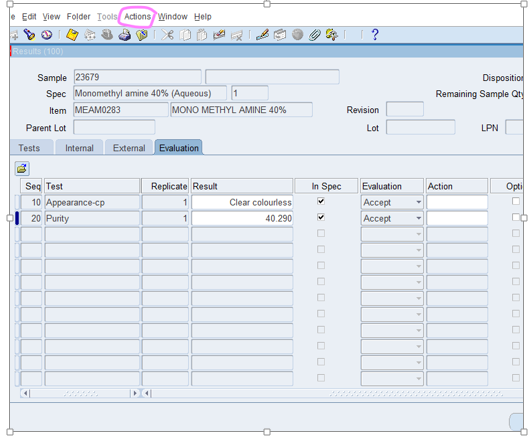 e Edit View Folder Tools Actions Window Help
?
Results (100)
Sample 23679 Disposition
Spec Monomethyl amine 40% (Aqueous) 1 Remaining Sample Qty
Item MEAM0283 MONO METHYL AMINE 40% Revision
Parent Lot Lot LPN
Tests Internal External Evaluation
Seq Test Replicate Result In Spec Evaluation Action Opti
10 Appearance-cp 1 Clear colourless Accept
20 Purity 1 40.290 Accept